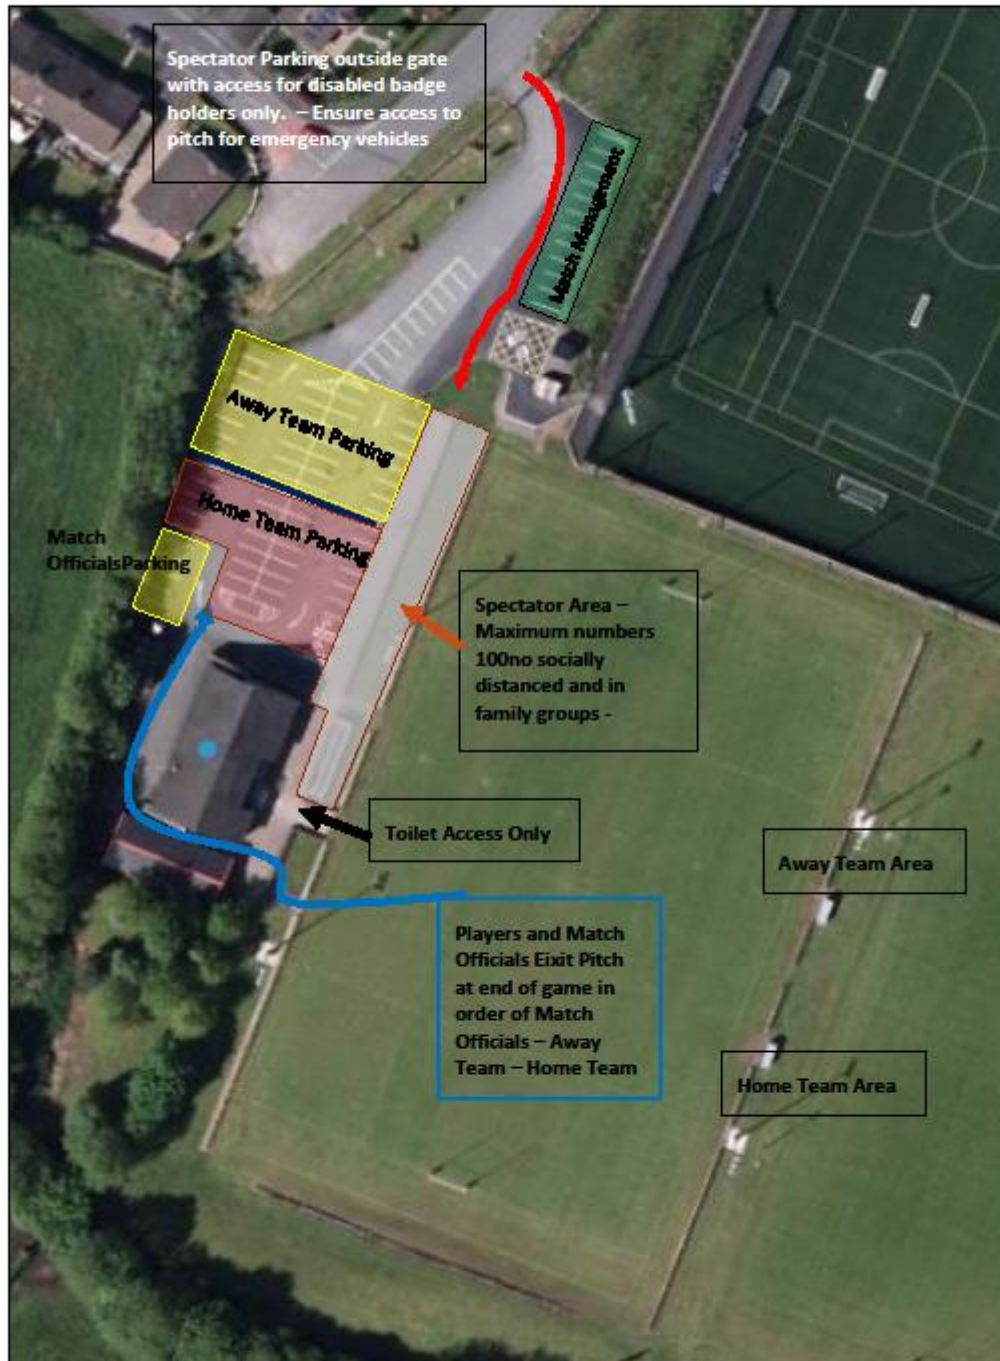 Spectator Parking outside gate
with access for disabled badge
holders only. – Ensure access to
pitch for emergency vehicles
Match Management
Away Team Parking
Home Team Parking
Match
OfficialsParking
Spectator Area –
Maximum numbers
100no socially
distanced and in
family groups -
Toilet Access Only
Away Team Area
Players and Match
Officials Eixit Pitch
at end of game in
order of Match
Officials – Away
Team – Home Team
Home Team Area